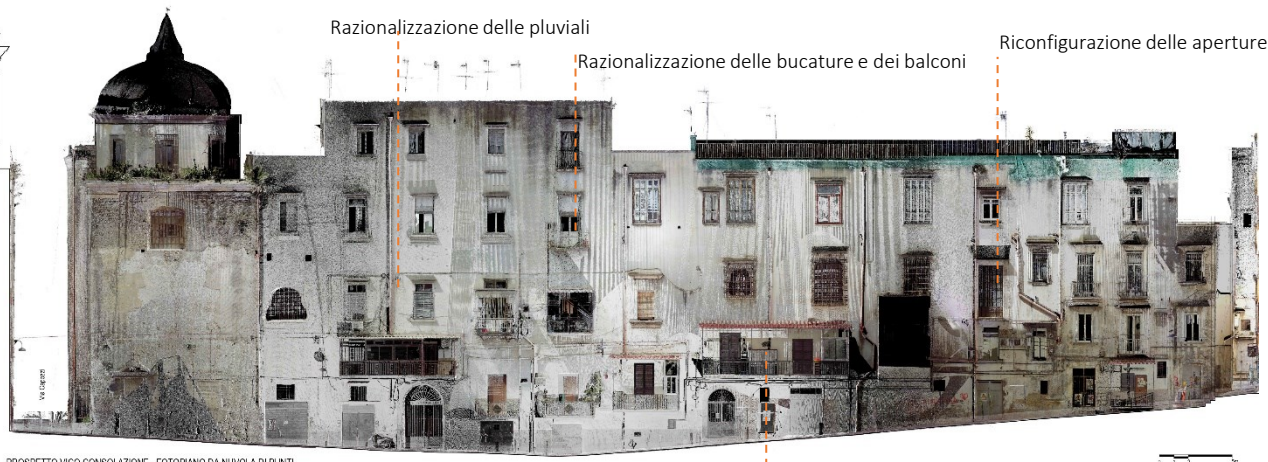 Razionalizzazione delle pluviali
Razionalizzazione delle bucature e dei balconi
Riconfigurazione delle aperture
PROSPETTO VICO CONSOLAZIONE - FOTOPIANO DA NUVOLA DI PUNTI